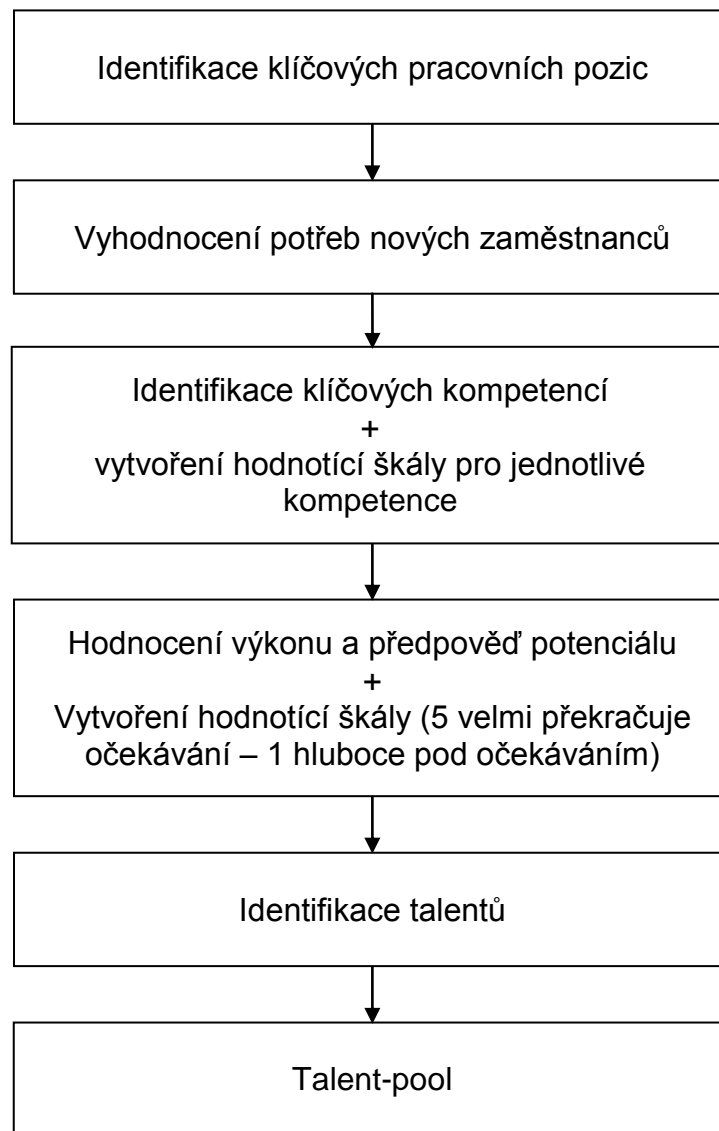 Identifikace klíčových pracovních pozic
Vyhodnocení potřeb nových zaměstnanců
Identifikace klíčových kompetencí
+
vytvoření hodnotící škály pro jednotlivé
kompetence
Hodnocení výkonu a předpověď potenciálu
+
Vytvoření hodnotící škály (5 velmi překračuje
očekávání – 1 hluboce pod očekáváním)
Identifikace talentů
Talent-pool